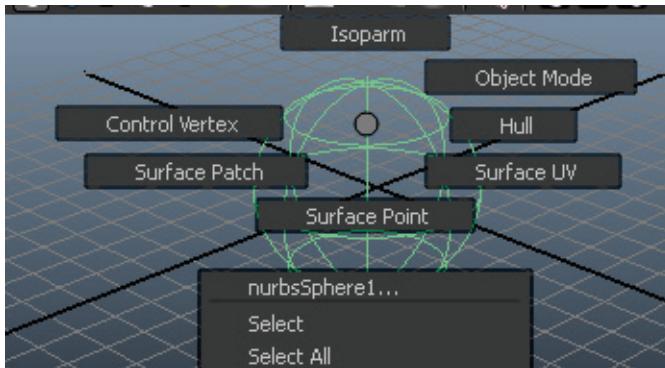 Isoparm
Object Mode
Control Vertex
Hull
Surface Patch
Surface UV
Surface Point
nurbsSphere1...
Select
Select All